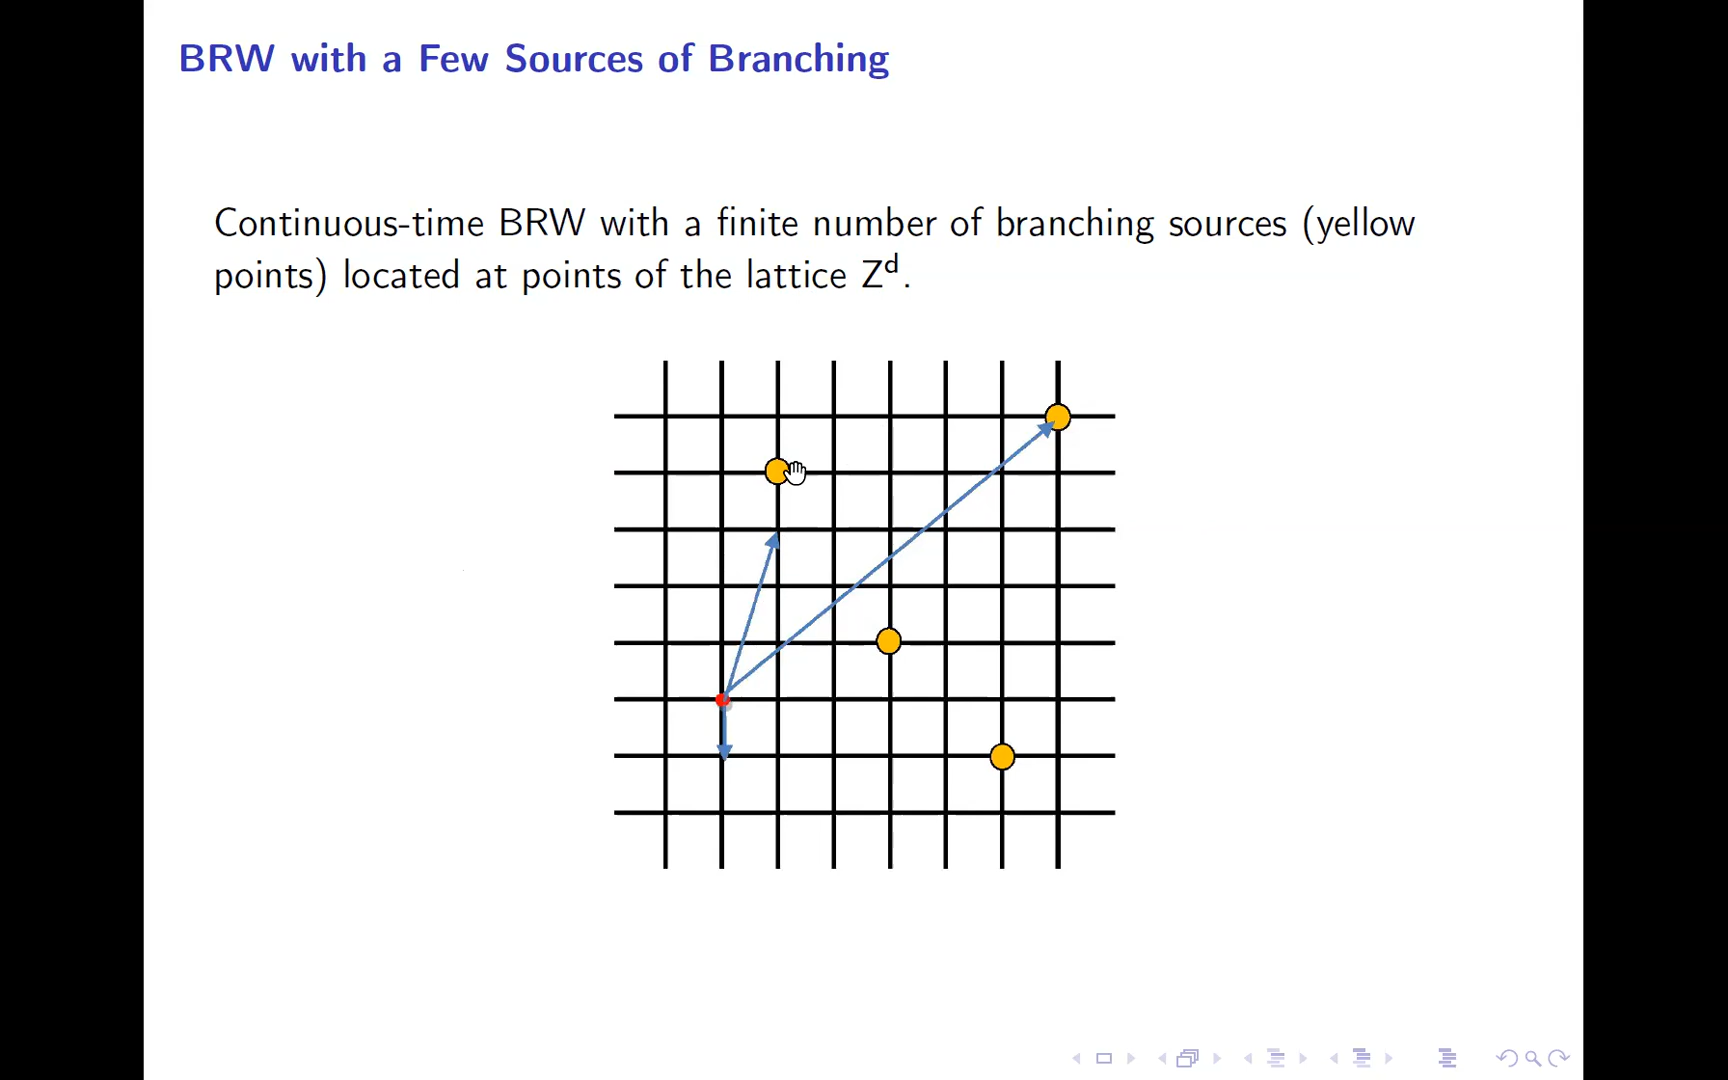 BRW with a Few Sources of Branching
Continuous-time BRW with a finite number of branching sources (yellow
points) located at points of the lattice Zᵈ.